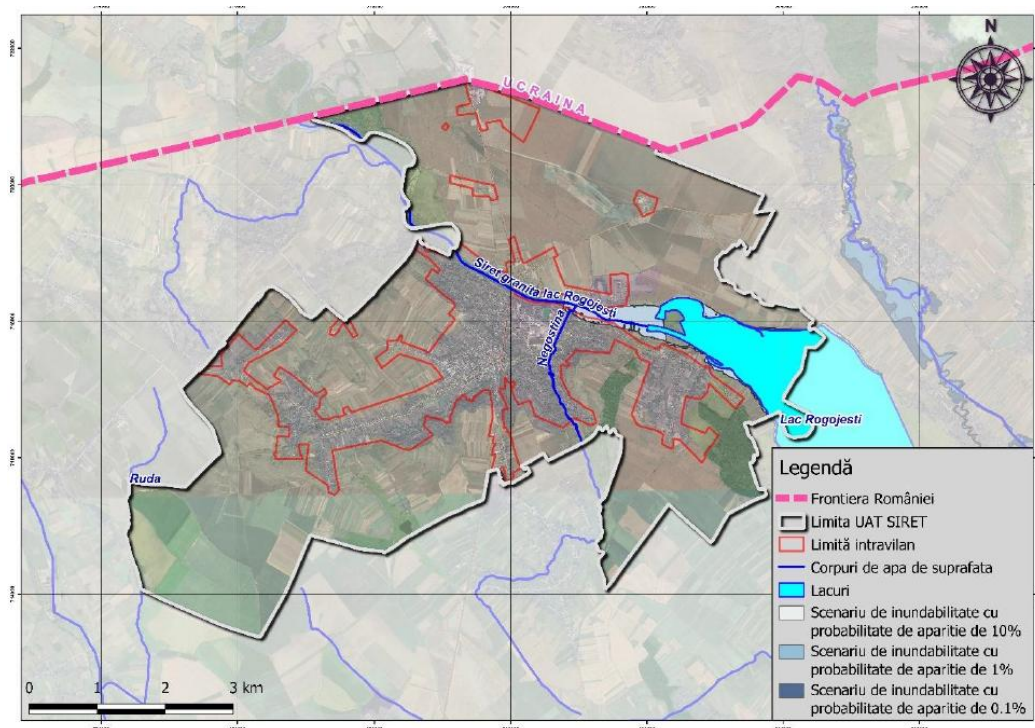 N
UCRAINA
Siret granita lac Rogojesti
Negostina
Lac Rogojesti
Ruda
Legendă
Frontiera României
Limita UAT SIRET
Limită intravilan
Corpuri de apa de suprafata
Lacuri
Scenariu de inundabilitate cu
probabilitate de aparitie de 10%
Scenariu de inundabilitate cu
probabilitate de aparitie de 1%
Scenariu de inundabilitate cu
probabilitate de aparitie de 0.1%
0 1 2 3 km